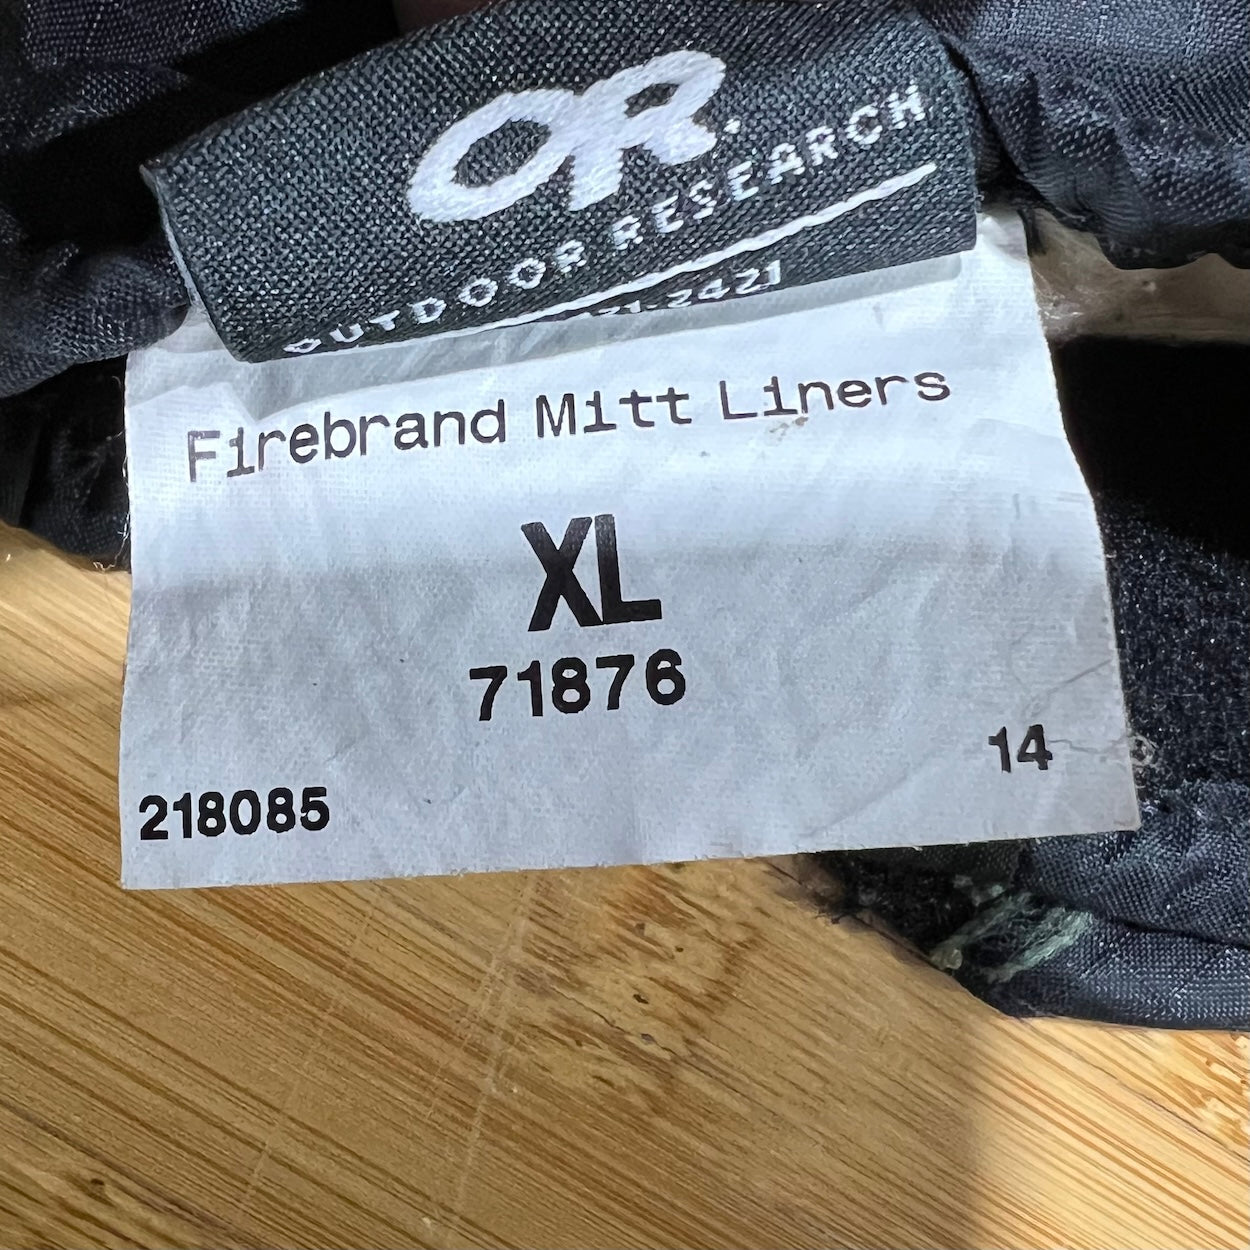 OR
OUTDOOR RESEARCH
Firebrand Mitt Liners
XL
71876
14
218085